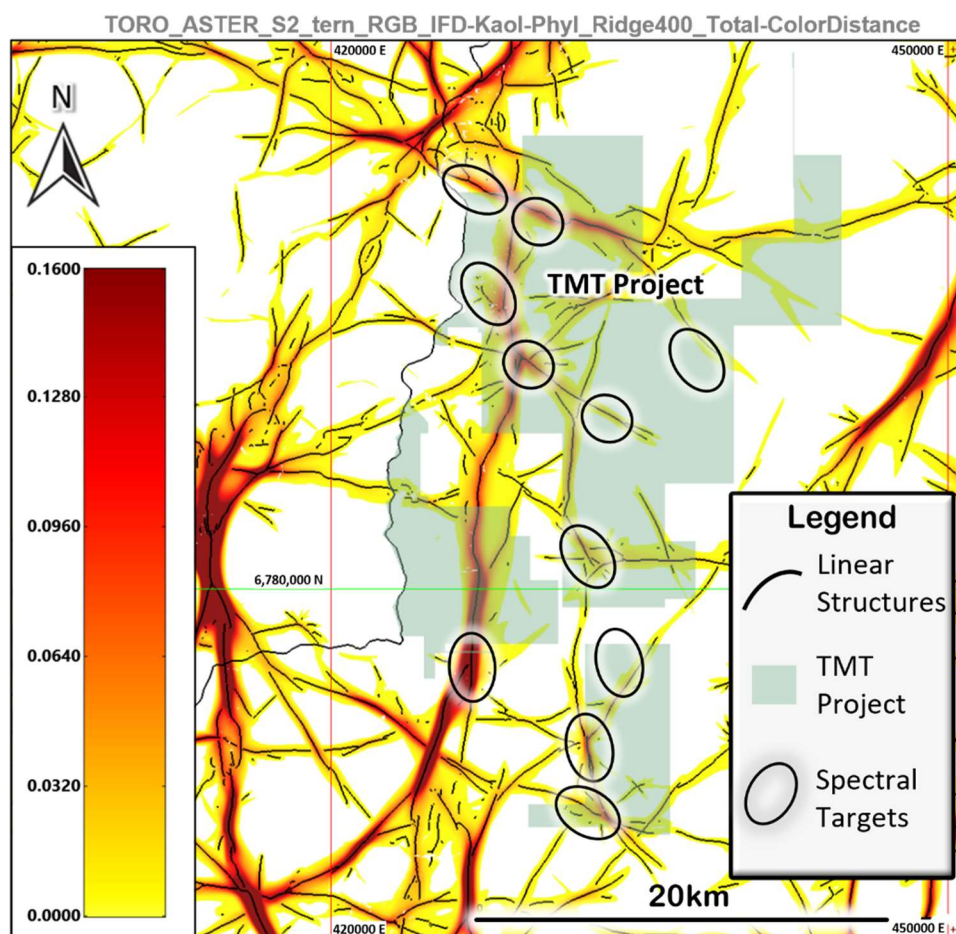 TORO_ASTER_S2_tern_RGB_IFD-Kaol-Phyl_Ridge400_Total-ColorDistance
420000 E
450000 E
N
0.1600
TMT Project
0.1280
0.0960
Legend
Linear
Structures
6,780,000 N
0.0640
TMT
Project
0.0320
Spectral
Targets
20km
0.0000
420000 E
450000 E